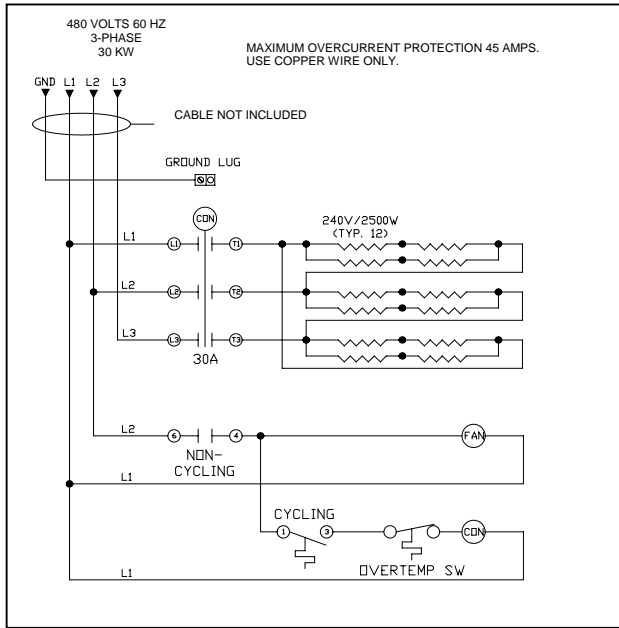 480 VOLTS 60 HZ
3-PHASE
30 KW
MAXIMUM OVERCURRENT PROTECTION 45 AMPS.
USE COPPER WIRE ONLY.
GND L1 L2 L3
CABLE NOT INCLUDED
GROUND LUG
CON
240V/2500W
(TYP. 12)
L1
L1
T1
L2
L2
T2
L3
L3
T3
30A
L2
6
4
FAN
NON-
CYCLING
L1
CYCLING
1
3
CON
OVERTEMP SW
L1